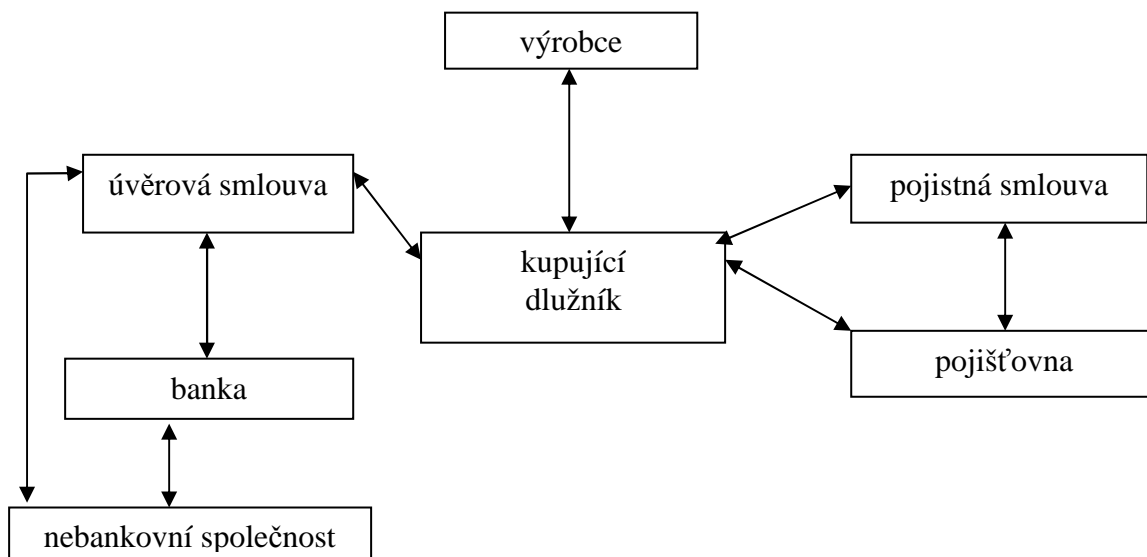 výrobce
úvěrová smlouva
pojistná smlouva
kupující
dlužník
banka
pojišťovna
nebankovní společnost